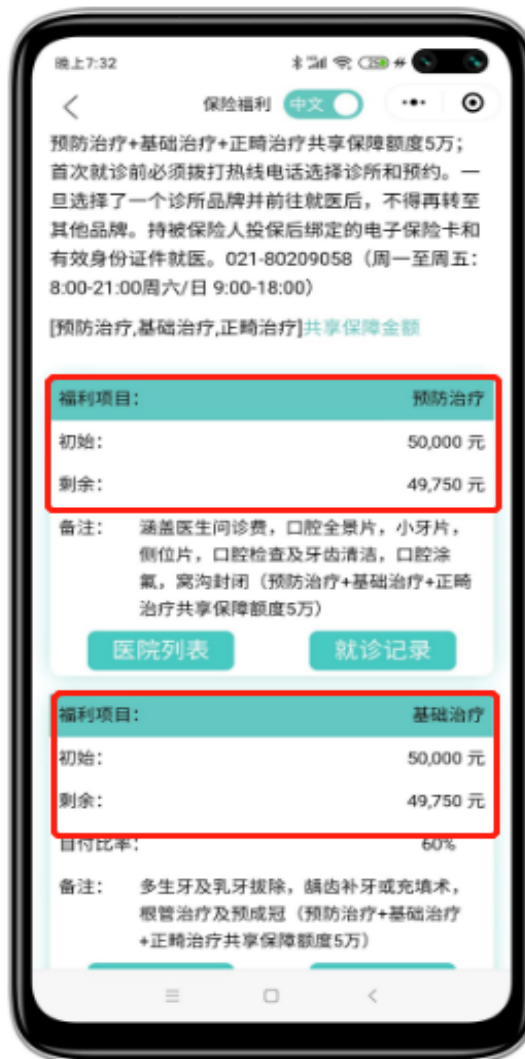 晚上7:32
保险福利 中文
预防治疗+基础治疗+正畸治疗共享保障额度5万；
首次就诊前必须拨打热线电话选择诊所和预约。一
旦选择了一个诊所品牌并前往就医后，不得再转至
其他品牌。持被保险人投保后绑定的电子保险卡和
有效身份证件就医。021-80209058（周一至周五：
8:00-21:00周六/日 9:00-18:00）
[预防治疗,基础治疗,正畸治疗]共享保障金额
福利项目： 预防治疗
初始： 50,000 元
剩余： 49,750 元
备注： 涵盖医生问诊费，口腔全景片，小牙片，
侧位片，口腔检查及牙齿清洁，口腔涂
氟，窝沟封闭（预防治疗+基础治疗+正畸
治疗共享保障额度5万）
医院列表 就诊记录
福利项目： 基础治疗
初始： 50,000 元
剩余： 49,750 元
自付比率： 60%
备注： 多生牙及乳牙拔除，龋齿补牙或充填术，
根管治疗及预成冠（预防治疗+基础治疗
+正畸治疗共享保障额度5万）